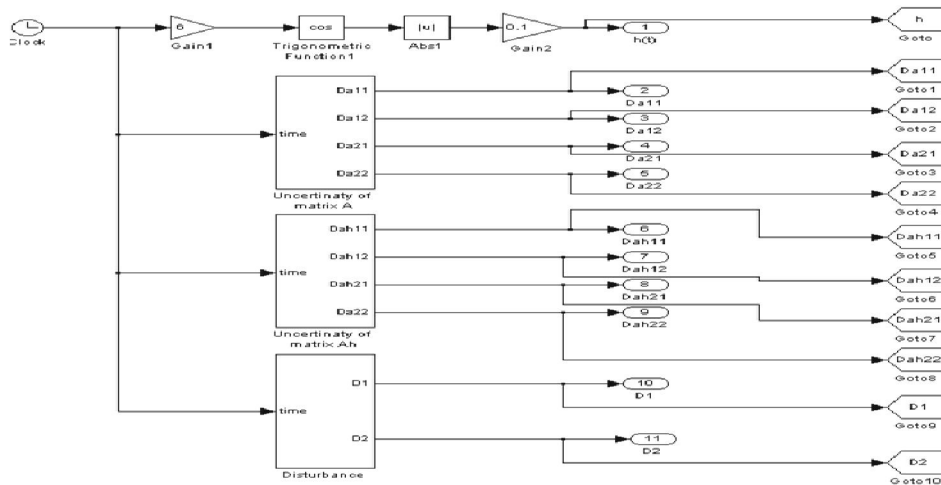 Clock
6
Gain1
cos
Trigonometric
Function1
|u|
Abs1
0.1
Gain2
1
h(t)
h
Goto
time
Da11
Da12
Da21
Da22
Uncertinaty of
matrix A
2
Da11
3
Da12
4
Da21
5
Da22
Da11
Goto1
Da12
Goto2
Da21
Goto3
Da22
Goto4
time
Dah11
Dah12
Dah21
Da22
Uncertinaty of
matrix Ah
6
Dah11
7
Dah12
8
Dah21
9
Dah22
Dah11
Goto5
Dah12
Goto6
Dah21
Goto7
Dah22
Goto8
time
D1
D2
Disturbance
10
D1
11
D2
D1
Goto9
D2
Goto10